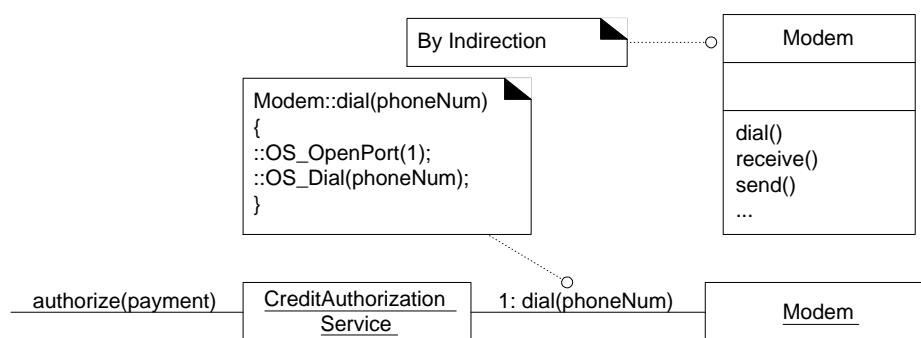 By Indirection
Modem
Modem::dial(phoneNum)
{
::OS_OpenPort(1);
::OS_Dial(phoneNum);
}
dial()
receive()
send()
...
authorize(payment)
CreditAuthorization
Service
1: dial(phoneNum)
Modem